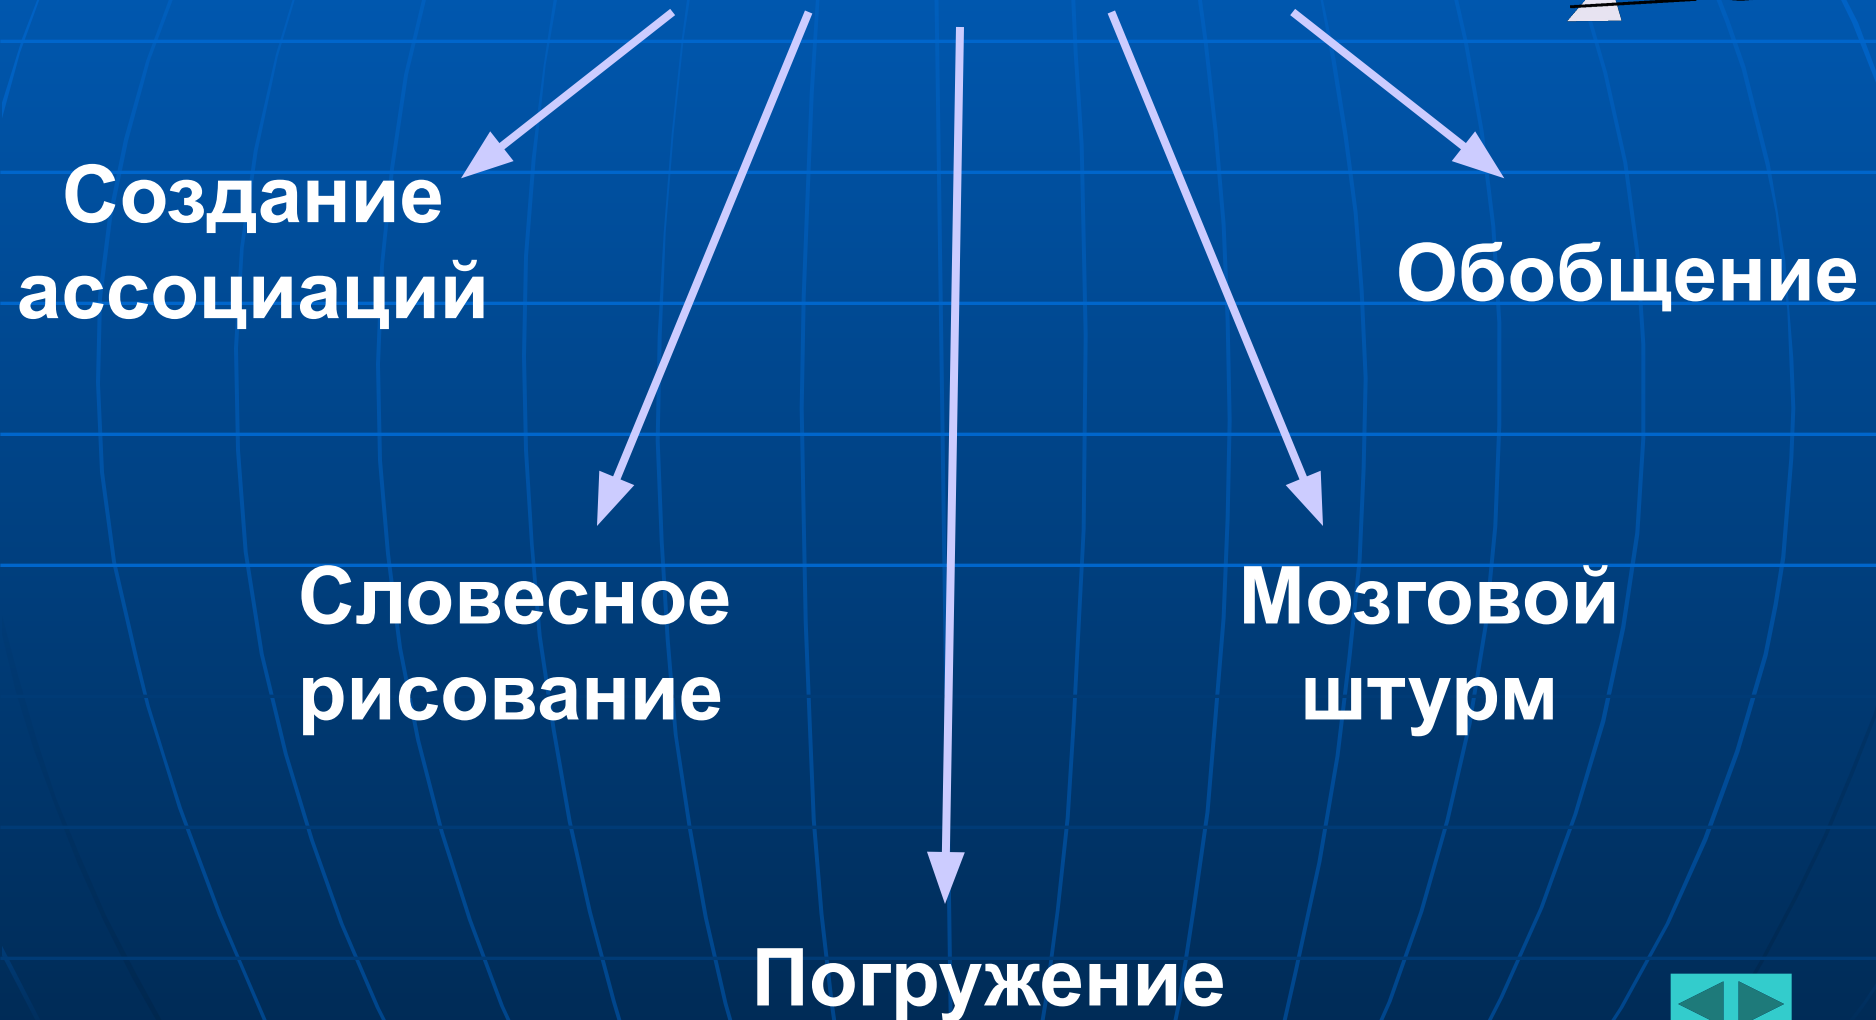 Создание
ассоциаций
Обобщение
Словесное
рисование
Мозговой
штурм
Погружение